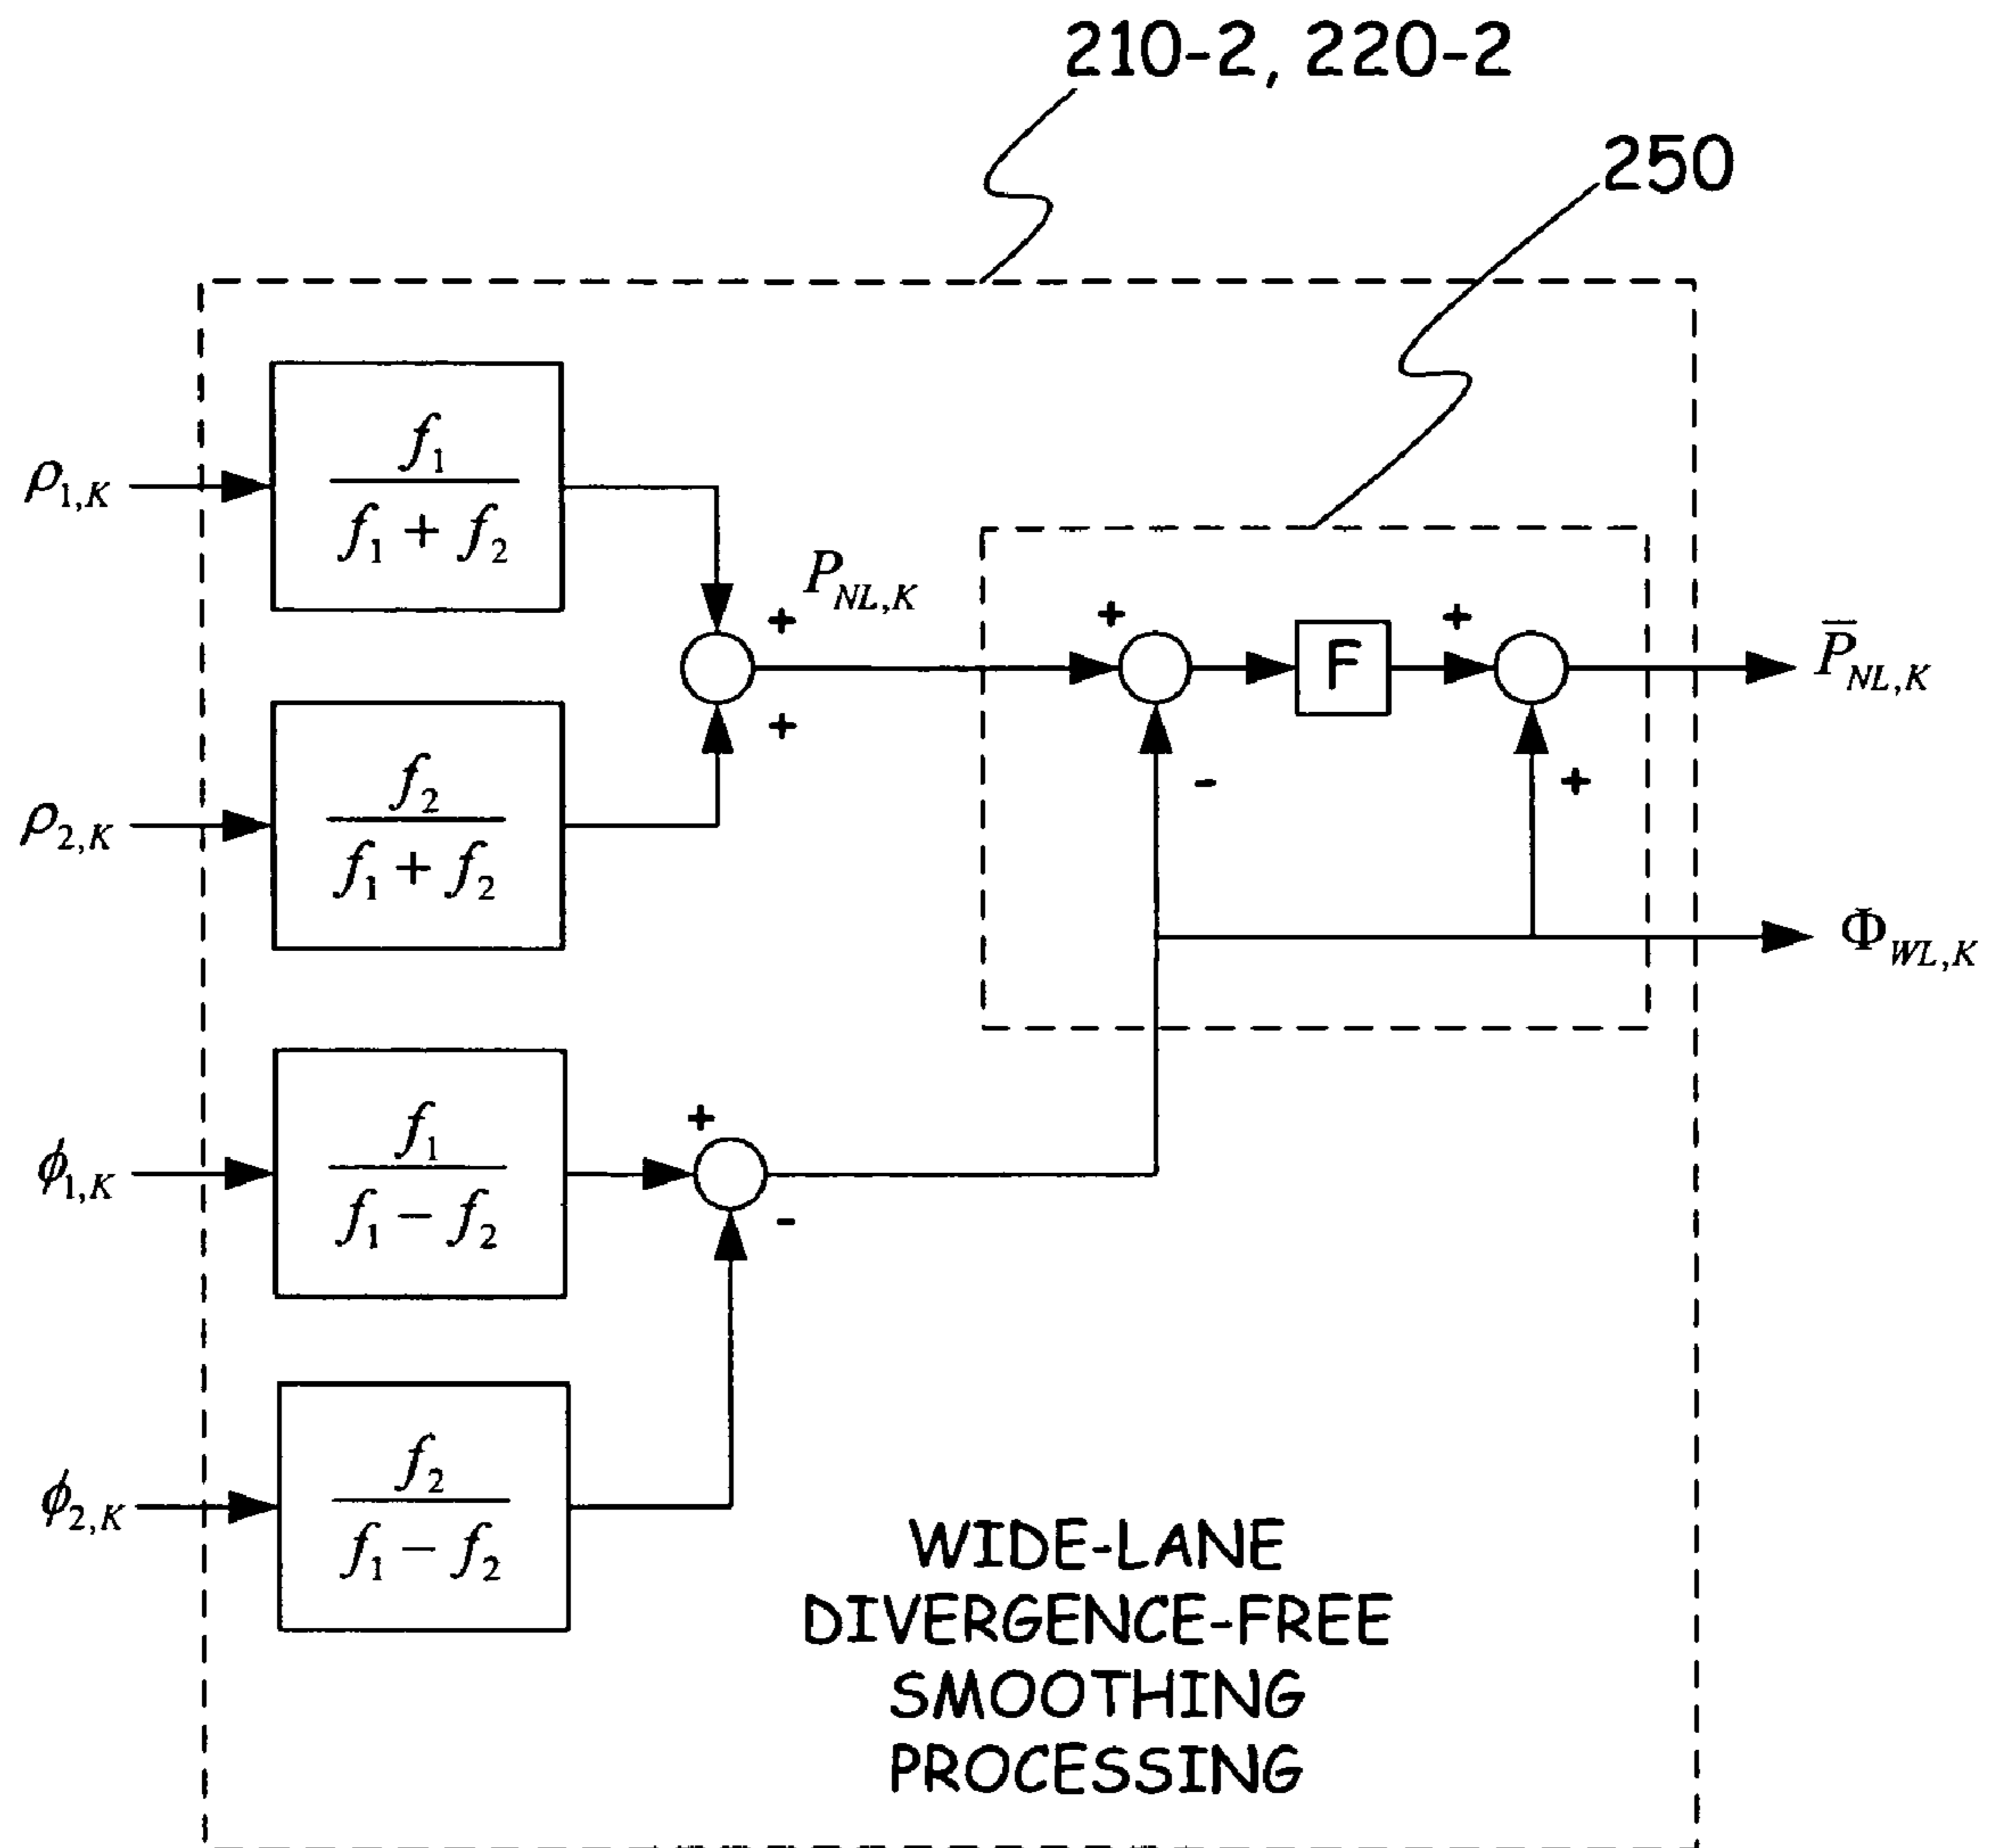 210-2, 220-2
250
ρ1,K
f1
f1 + f2
PNL,K
+
+
ρ2,K
f2
f1 + f2
+
-
F
+
+
P̅NL,K
ΦWL,K
ϕ1,K
f1
f1 − f2
+
-
ϕ2,K
f2
f1 − f2
WIDE-LANE
DIVERGENCE-FREE
SMOOTHING
PROCESSING